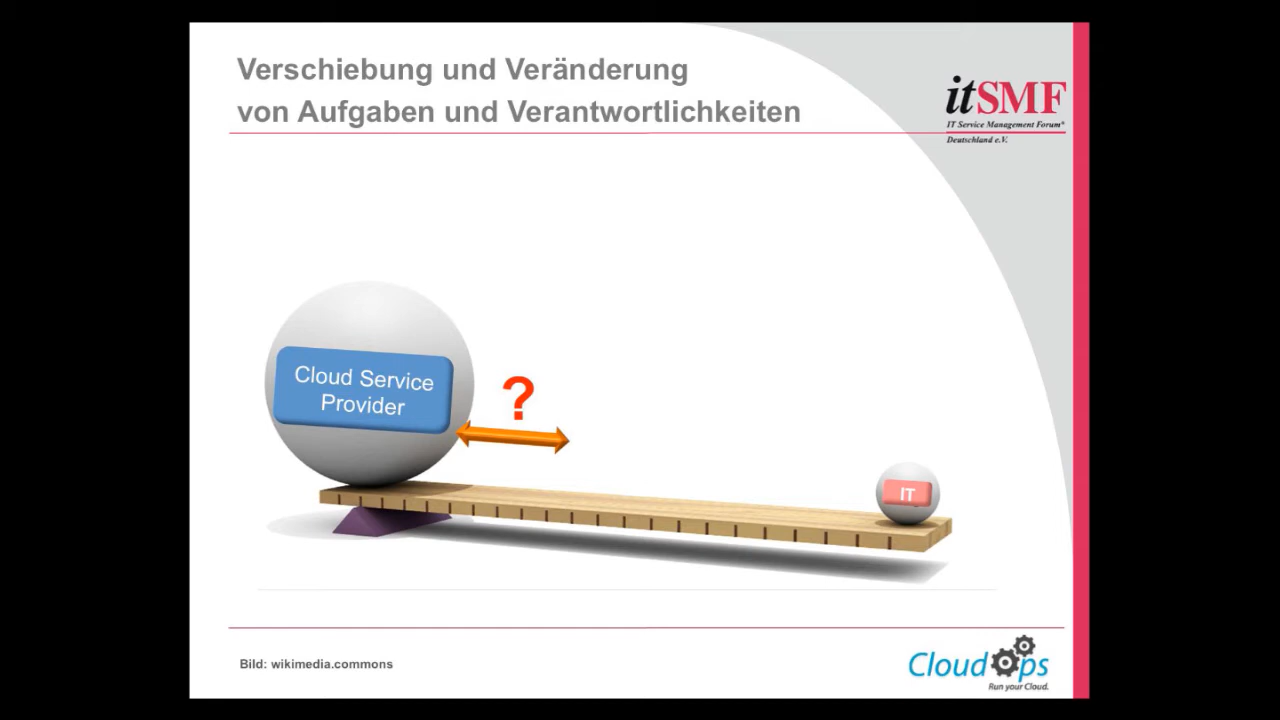 Verschiebung und Veränderung
von Aufgaben und Verantwortlichkeiten
itSMF
IT Service Management Forum®
Deutschland e.V.
Cloud Service
Provider
?
IT
Bild: wikimedia.commons
CloudOps
Run your Cloud.